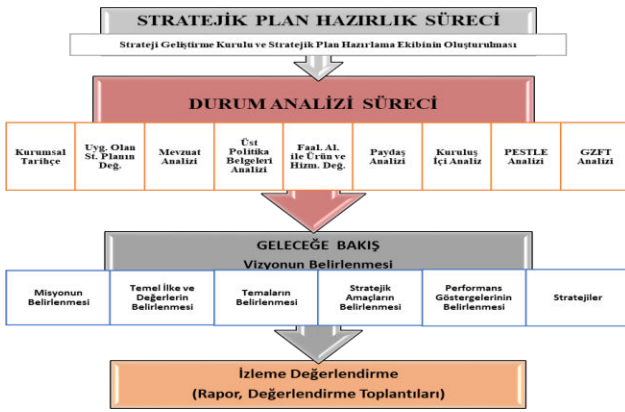 STRATEJİK PLAN HAZIRLIK SÜRECİ
Strateji Geliştirme Kurulu ve Stratejik Plan Hazırlama Ekibinin Oluşturulması
DURUM ANALİZİ SÜRECİ
Kurumsal
Tarihçe
Uyg. Olan
St. Planın
Değ.
Mevzuat
Analizi
Üst
Politika
Belgeleri
Analizi
Faal. Al.
ile Ürün ve
Hizm. Değ.
Paydaş
Analizi
Kuruluş
İçi Analiz
PESTLE
Analizi
GZFT
Analizi
GELECEĞE BAKIŞ
Vizyonun Belirlenmesi
Misyonun
Belirlenmesi
Temel İlke ve
Değerlerin
Belirlenmesi
Temaların
Belirlenmesi
Stratejik
Amaçların
Belirlenmesi
Performans
Göstergelerinin
Belirlenmesi
Stratejiler
İzleme Değerlendirme
(Rapor, Değerlendirme Toplantıları)